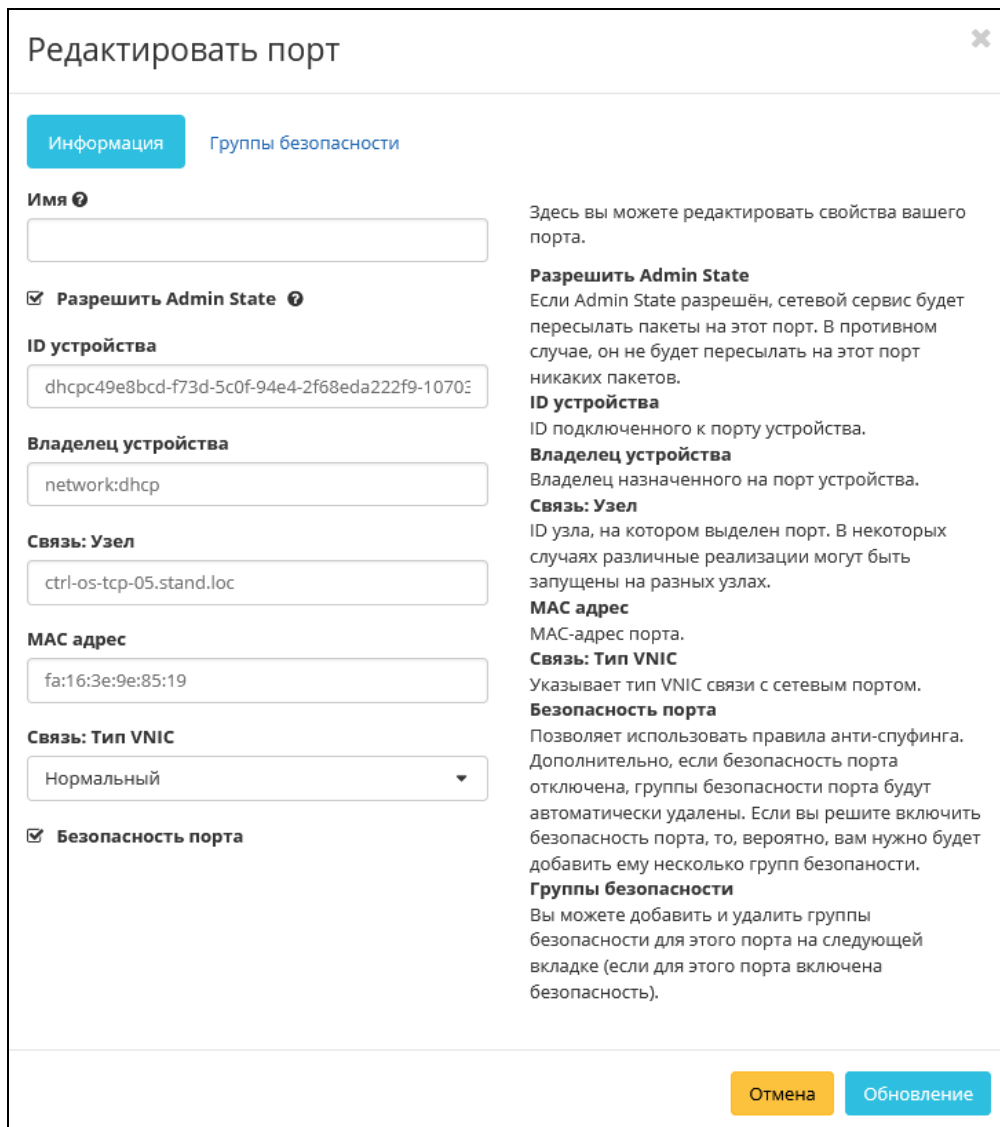 Редактировать порт
Информация
Группы безопасности
Имя
Разрешить Admin State
ID устройства
dhcpc49e8bcd-f73d-5c0f-94e4-2f68eda222f9-10703
Владелец устройства
network:dhcp
Связь: Узел
ctrl-os-tcp-05.stand.loc
MAC адрес
fa:16:3e:9e:85:19
Связь: Тип VNIC
Нормальный
Безопасность порта
Здесь вы можете редактировать свойства вашего
порта.
Разрешить Admin State
Если Admin State разрешён, сетевой сервис будет
пересылать пакеты на этот порт. В противном
случае, он не будет пересылать на этот порт
никаких пакетов.
ID устройства
ID подключенного к порту устройства.
Владелец устройства
Владелец назначенного на порт устройства.
Связь: Узел
ID узла, на котором выделен порт. В некоторых
случаях различные реализации могут быть
запущены на разных узлах.
MAC адрес
MAC-адрес порта.
Связь: Тип VNIC
Указывает тип VNIC связи с сетевым портом.
Безопасность порта
Позволяет использовать правила анти-спуфинга.
Дополнительно, если безопасность порта
отключена, группы безопасности порта будут
автоматически удалены. Если вы решите включить
безопасность порта, то, вероятно, вам нужно будет
добавить ему несколько групп безопаности.
Группы безопасности
Вы можете добавить и удалить группы
безопасности для этого порта на следующей
вкладке (если для этого порта включена
безопасность).
Отмена
Обновление